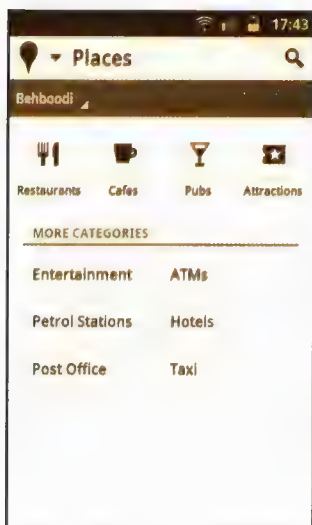 17:43
Places
Behboodi
Restaurants Cafes Pubs Attractions
MORE CATEGORIES
Entertainment ATMs
Petrol Stations Hotels
Post Office Taxi